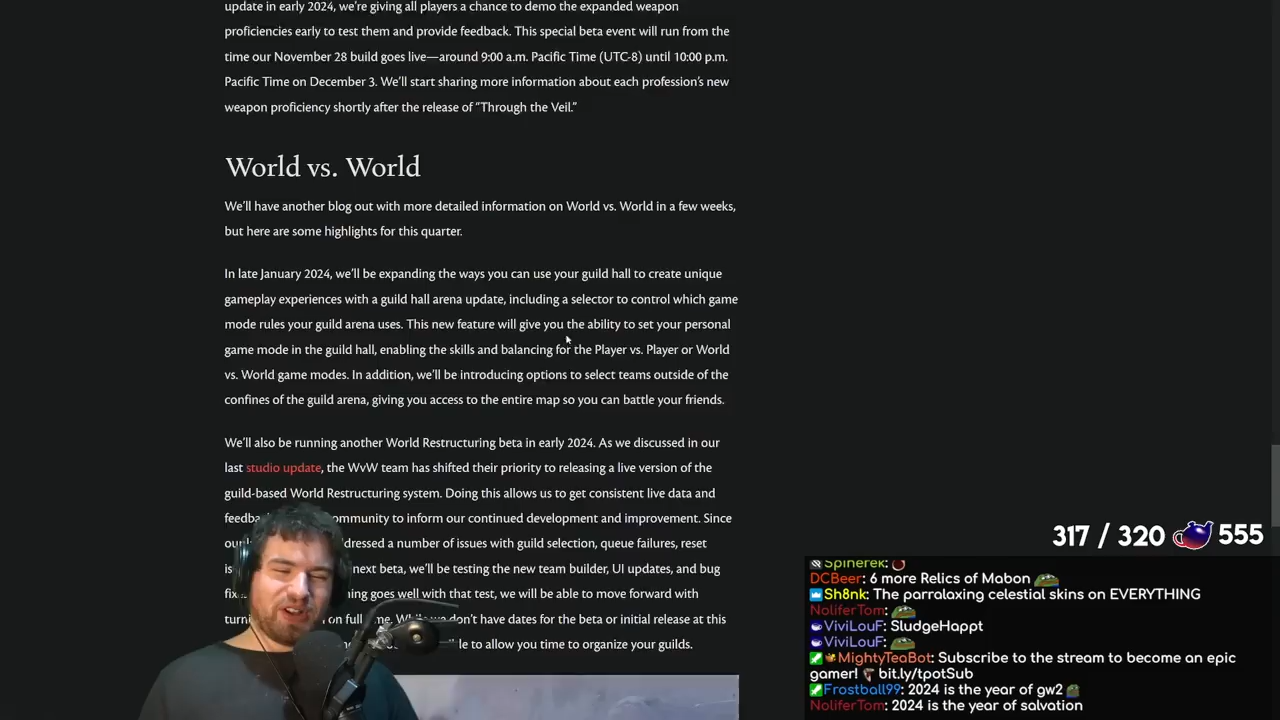 update in early 2024, we're giving all players a chance to demo the expanded weapon
proficiencies early to test them and provide feedback. This special beta event will run from the
time our November 28 build goes live—around 9:00 a.m. Pacific Time (UTC-8) until 10:00 p.m.
Pacific Time on December 3. We'll start sharing more information about each profession's new
weapon proficiency shortly after the release of "Through the Veil."
World vs. World
We'll have another blog out with more detailed information on World vs. World in a few weeks,
but here are some highlights for this quarter.
In late January 2024, we'll be expanding the ways you can use your guild hall to create unique
gameplay experiences with a guild hall arena update, including a selector to control which game
mode rules your guild arena uses. This new feature will give you the ability to set your personal
game mode in the guild hall, enabling the skills and balancing for the Player vs. Player or World
vs. World game modes. In addition, we'll be introducing options to select teams outside of the
confines of the guild arena, giving you access to the entire map so you can battle your friends.
We'll also be running another World Restructuring beta in early 2024. As we discussed in our
last studio update, the WvW team has shifted their priority to releasing a live version of the
guild-based World Restructuring system. Doing this allows us to get consistent live data and
ommunity to inform our continued development and improvement. Since
dressed a number of issues with guild selection, queue failures, reset
next beta, we'll be testing the new team builder, UI updates, and bug
goes well with that test, we will be able to move forward with
don't have dates for the beta or initial release at this
to allow you time to organize your guilds.
317 / 320 555
Spinerek:
DCBeer: 6 more Relics of Mabon
Sh8nk: The parralaxing celestial skins on EVERYTHING
NoliferTom:
ViviLouF: SludgeHappt
ViviLouF:
MightyTeaBot: Subscribe to the stream to become an epic
gamer! bit.ly/tpotSub
Frostball99: 2024 is the year of gw2
NoliferTom: 2024 is the year of salvation